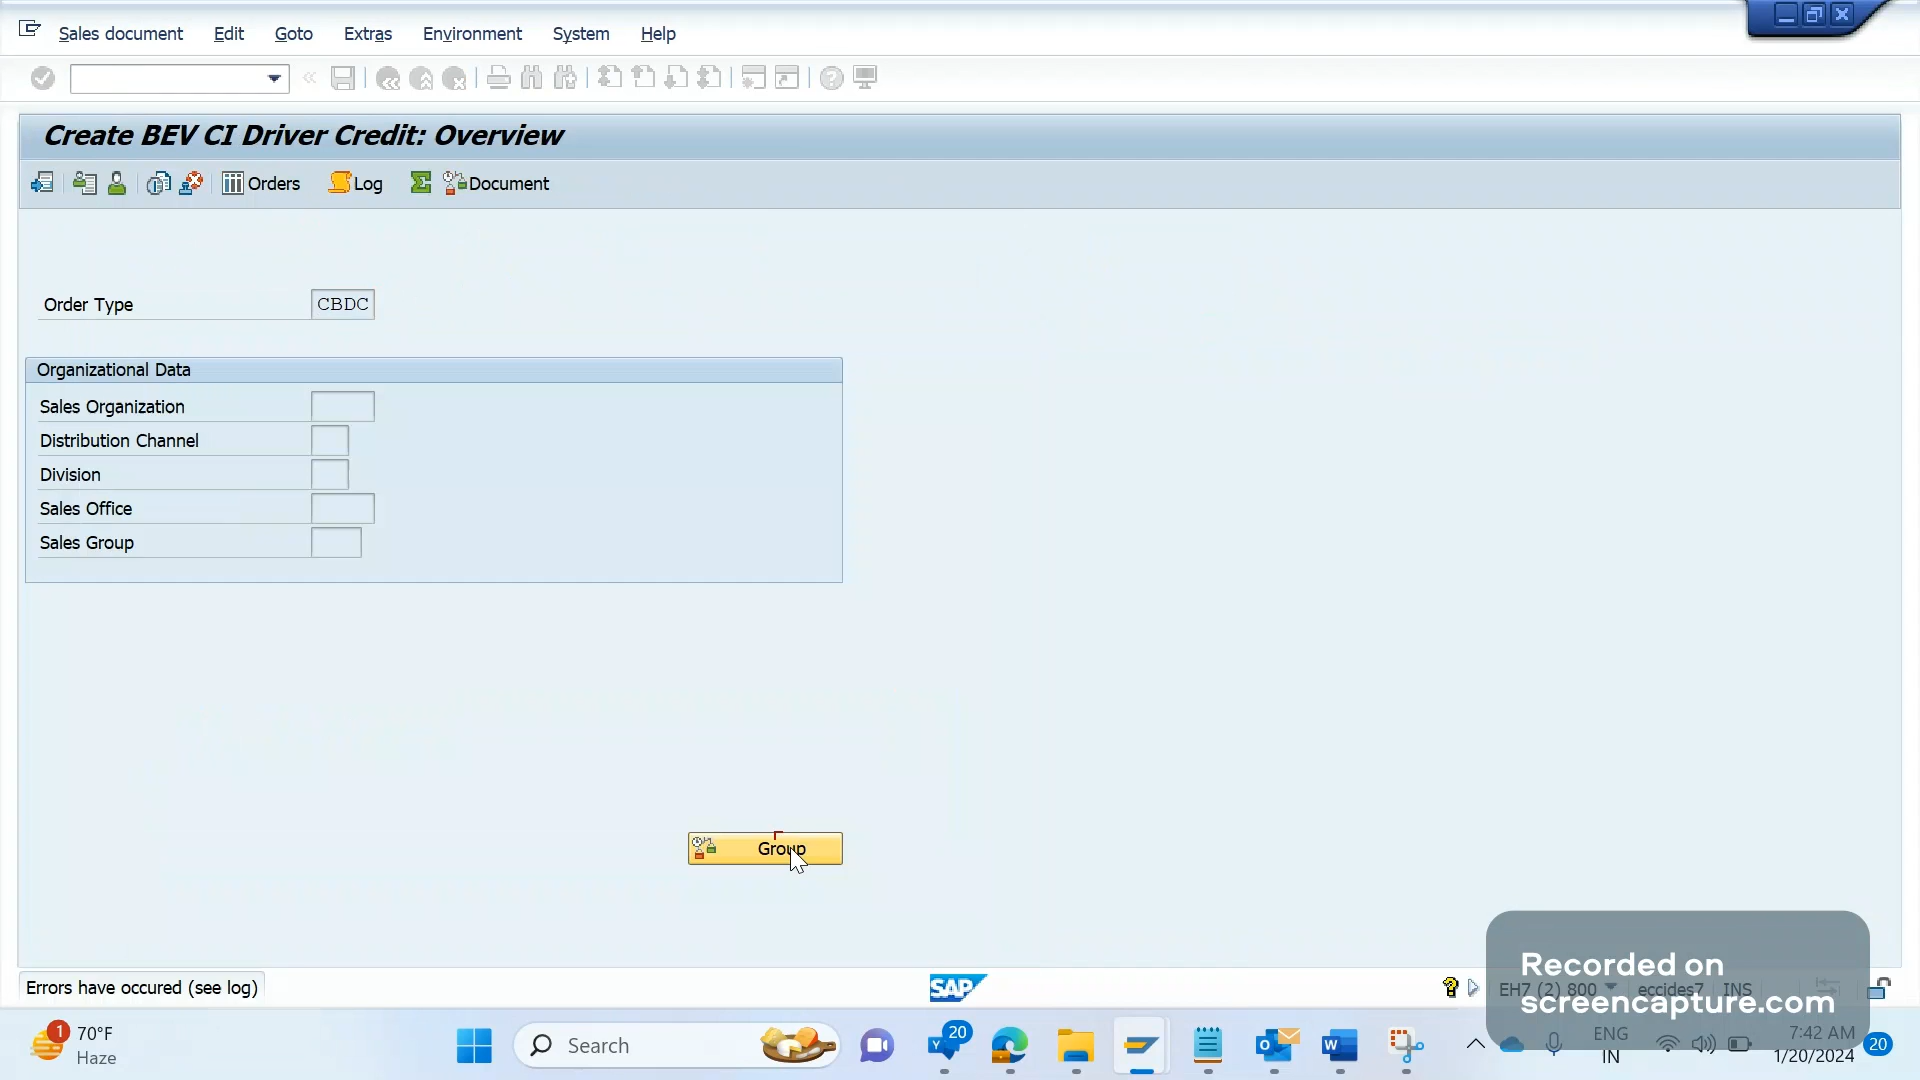 Sales document Edit Goto Extras Environment System Help
Create BEV CI Driver Credit: Overview
Orders Log Document
Order Type CBDC
Organizational Data
Sales Organization
Distribution Channel
Division
Sales Office
Sales Group
Group
Errors have occured (see log)
SAP
EH7 (2) 800 eccides7 INS
Recorded on
screencapture.com
1
70°F
Haze
Search
20
ENG
IN
7:42 AM
1/20/2024
20